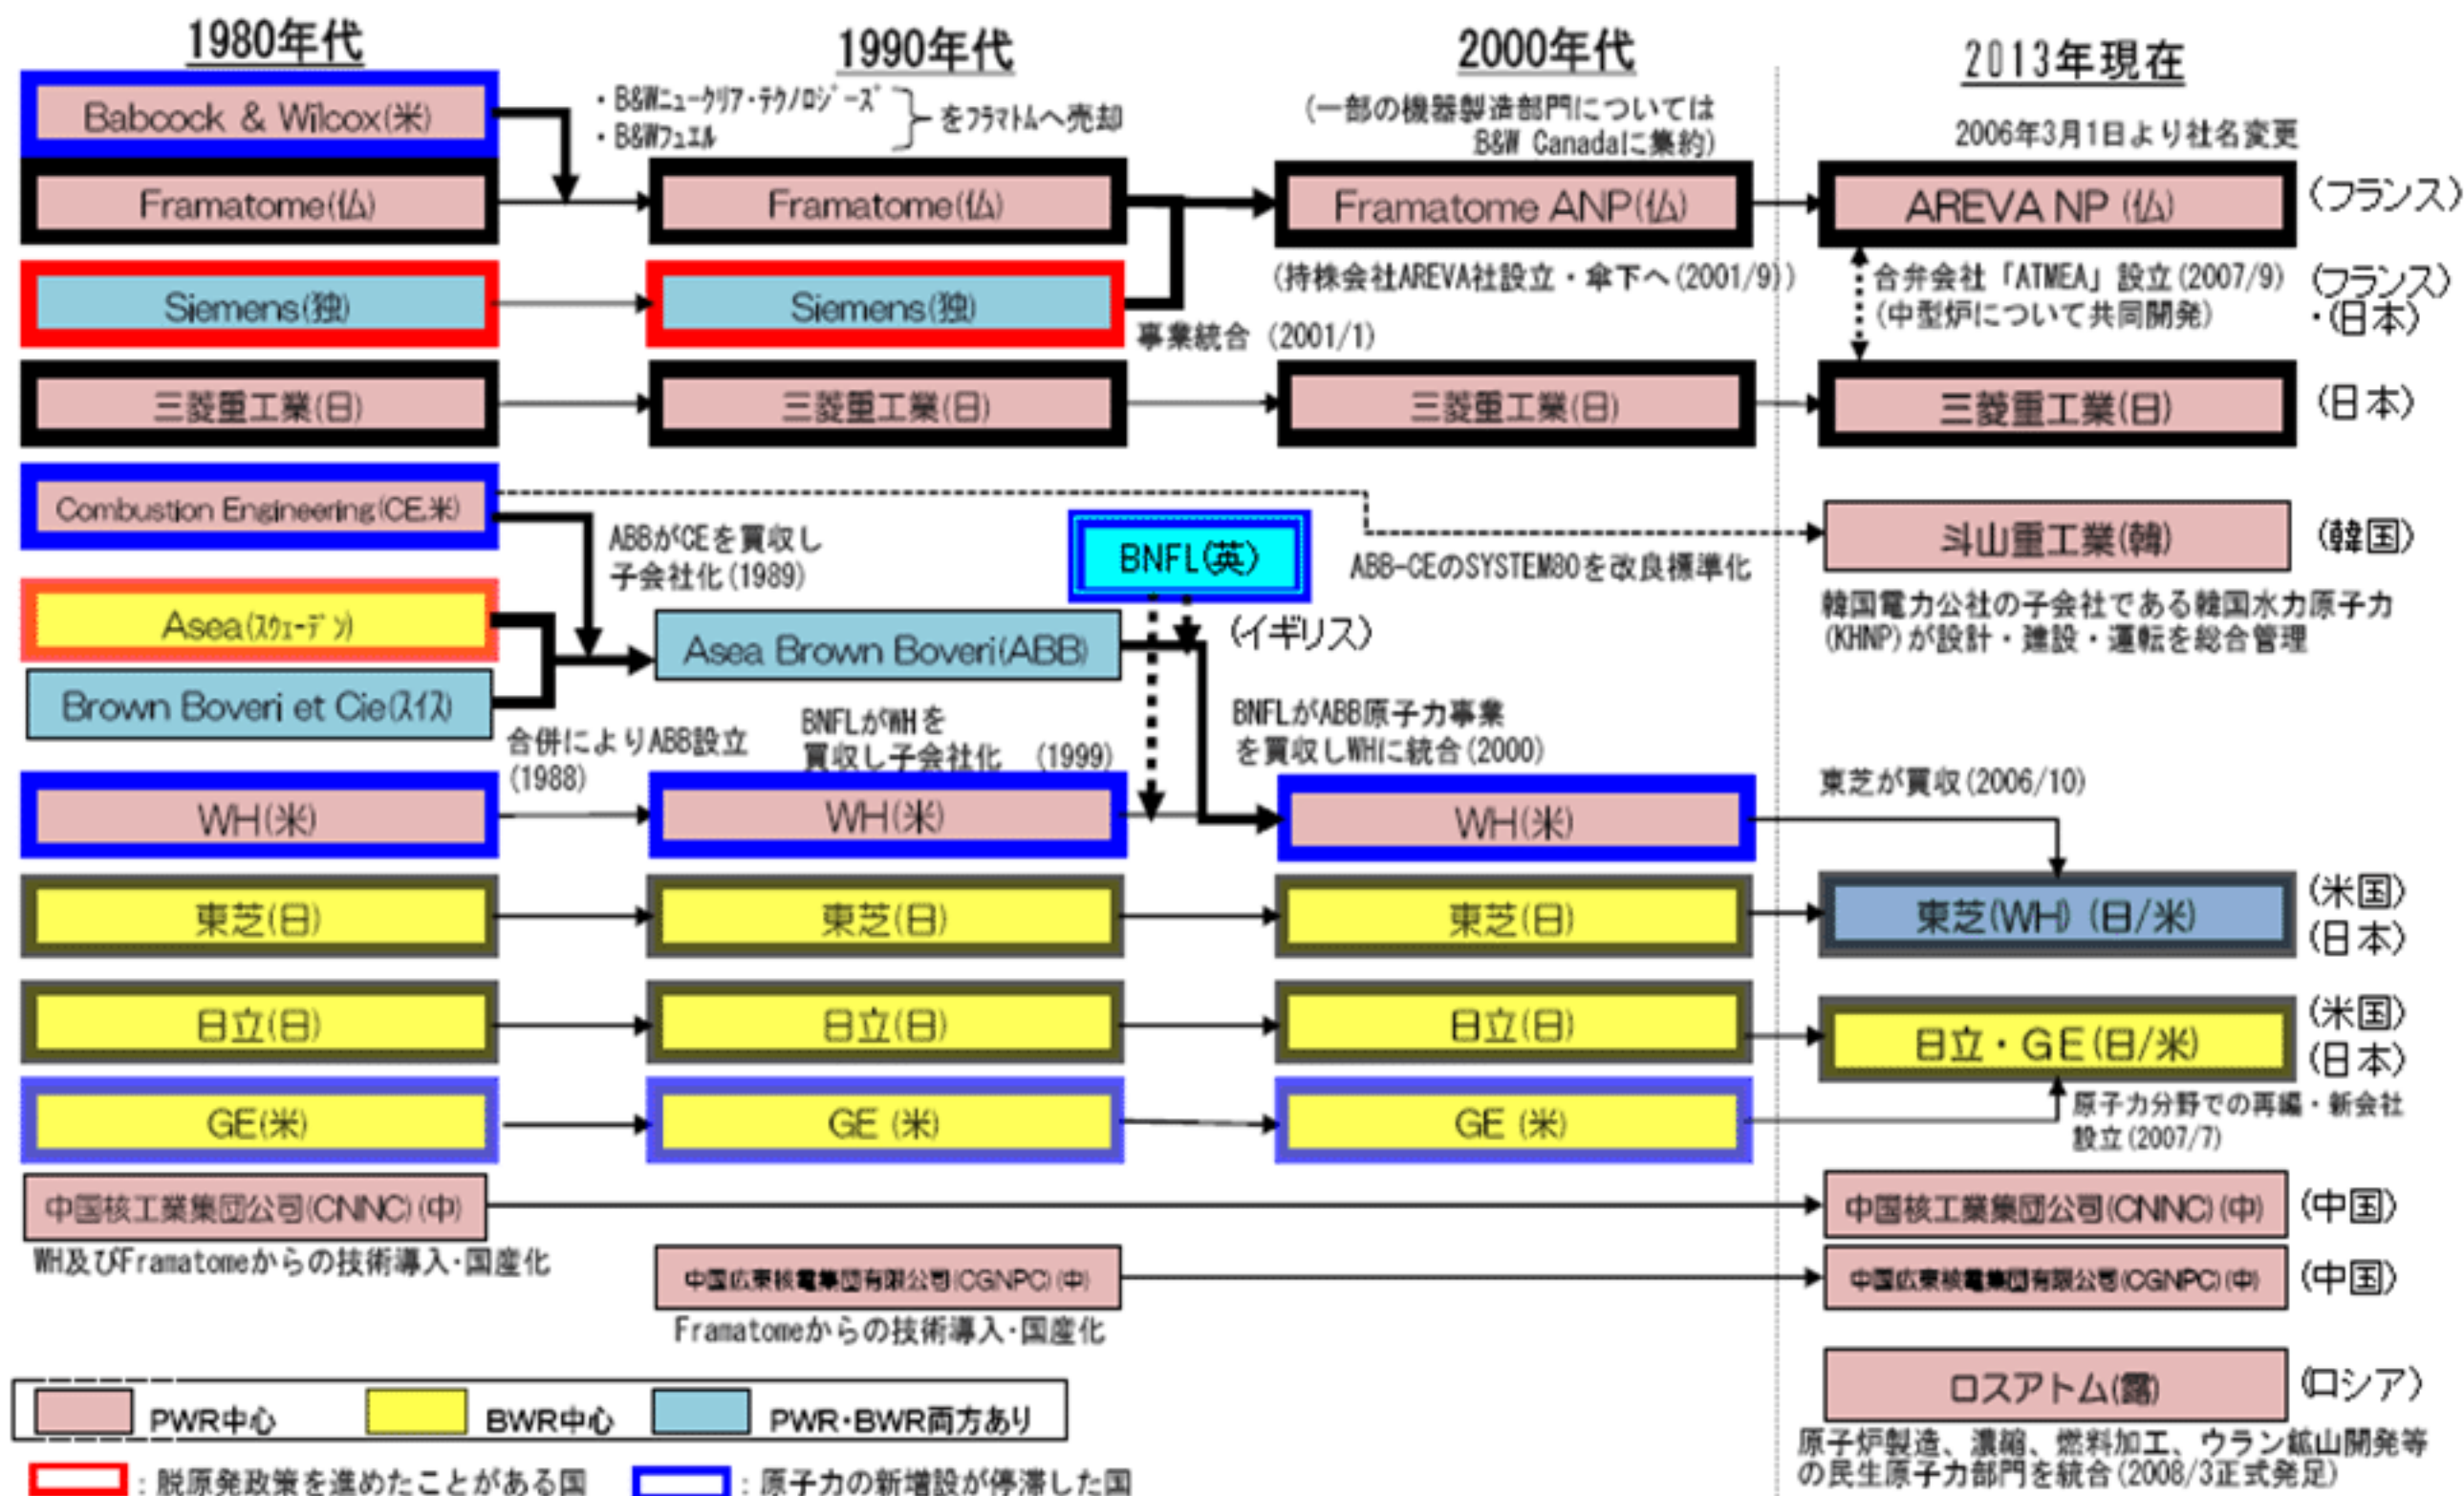 1980年代
1990年代
2000年代
2013年現在
Babcock & Wilcox(米)
・B&Wニュークリア・テクノロジーズ
・B&Wフュエル
をフラマトムへ売却
(一部の機器製造部門については
B&W Canadaに集約)
2006年3月1日より社名変更
Framatome(仏)
Framatome(仏)
Framatome ANP(仏)
AREVA NP (仏)
(フランス)
Siemens(独)
Siemens(独)
事業統合 (2001/1)
(持株会社AREVA社設立・傘下へ(2001/9))
合弁会社「ATMEA」設立(2007/9)
(中型炉について共同開発)
(フランス)
・(日本)
三菱重工業(日)
三菱重工業(日)
三菱重工業(日)
三菱重工業(日)
(日本)
Combustion Engineering(CE.米)
ABBがCEを買収し
子会社化(1989)
BNFL(英)
(イギリス)
ABB-CEのSYSTEM80を改良標準化
斗山重工業(韓)
(韓国)
韓国電力公社の子会社である韓国水力原子力
(KHNP)が設計・建設・運転を総合管理
Asea(スウェーデン)
Brown Boveri et Cie(スイス)
Asea Brown Boveri(ABB)
合併によりABB設立
(1988)
BNFLがWHを
買収し子会社化 (1999)
BNFLがABB原子力事業
を買収しWHに統合(2000)
東芝が買収(2006/10)
WH(米)
WH(米)
WH(米)
東芝(日)
東芝(日)
東芝(日)
東芝(WH) (日/米)
(米国)
(日本)
日立(日)
日立(日)
日立(日)
日立・GE(日/米)
(米国)
(日本)
GE(米)
GE (米)
GE (米)
原子力分野での再編・新会社
設立(2007/7)
中国核工業集団公司(CNNC)(中)
中国核工業集団公司(CNNC)(中)
(中国)
WH及びFramatomeからの技術導入・国産化
中国広東核電集団有限公司(CGNPC)(中)
中国広東核電集団有限公司(CGNPC)(中)
(中国)
Framatomeからの技術導入・国産化
ロスアトム(露)
(ロシア)
原子炉製造、濃縮、燃料加工、ウラン鉱山開発等
の民生原子力部門を統合(2008/3正式発足)
PWR中心
BWR中心
PWR・BWR両方あり
：脱原発政策を進めたことがある国
：原子力の新増設が停滞した国